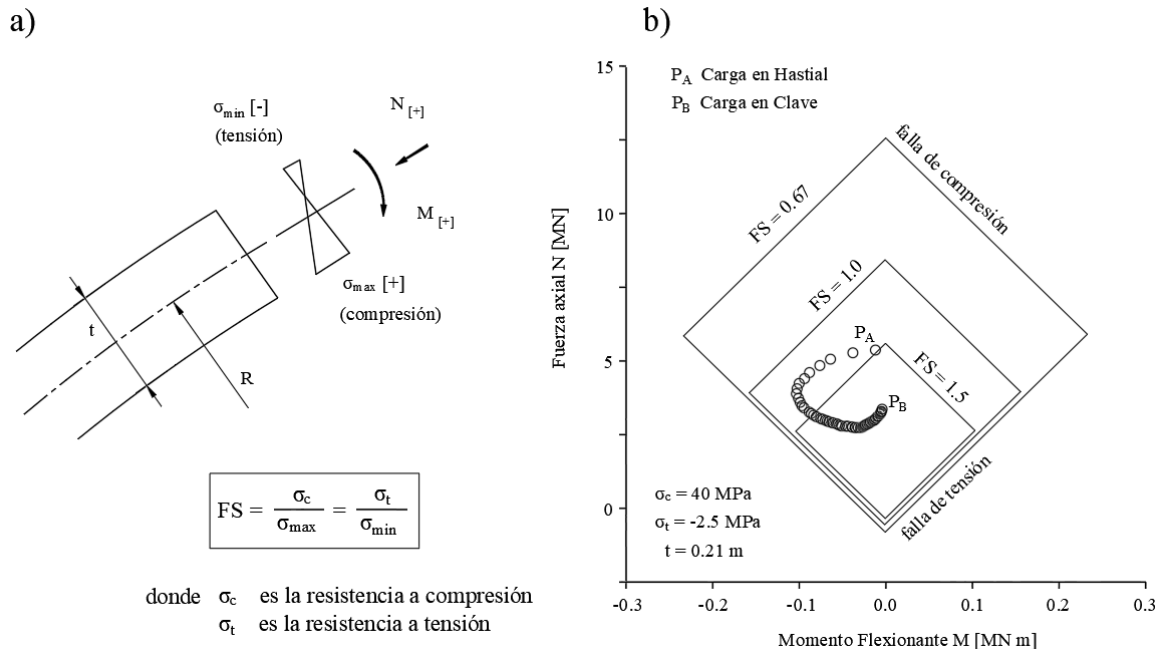 a)
σmin [-]
(tensión)
N [+]
M [+]
σmax [+]
(compresión)
t
R
FS = σc / σmax = σt / σmin
donde σc es la resistencia a compresión
σt es la resistencia a tensión
b)
15
10
5
0
Fuerza axial N [MN]
PA Carga en Hastial
PB Carga en Clave
falla de compresión
FS = 0.67
FS = 1.0
FS = 1.5
PA
PB
falla de tensión
σc = 40 MPa
σt = -2.5 MPa
t = 0.21 m
-0.3 -0.2 -0.1 0.0 0.1 0.2 0.3
Momento Flexionante M [MN m]